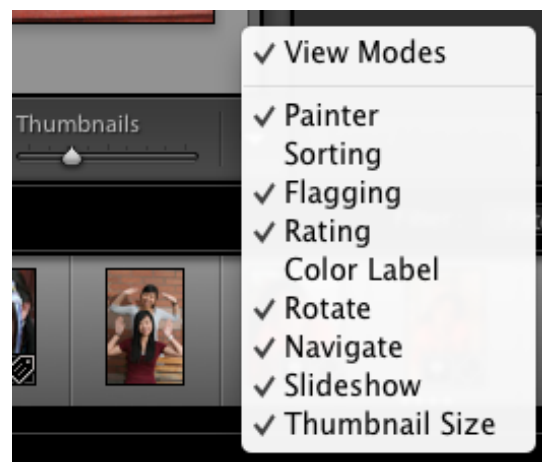 Thumbnails
View Modes
Painter
Sorting
Flagging
Rating
Color Label
Rotate
Navigate
Slideshow
Thumbnail Size